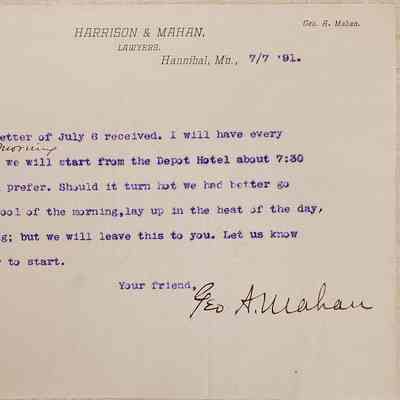 Geo. A. Mahan.
HARRISON & MAHAN,
LAWYERS.
Hannibal, Mo., 7/7 '91.
etter of July 6 received. I will have every
morning
we will start from the Depot Hotel about 7:30
prefer. Should it turn hot we had better go
ool of the morning,lay up in the heat of the day,
g; but we will leave this to you. Let us know
to start.
Your friend,
Geo A. Mahan